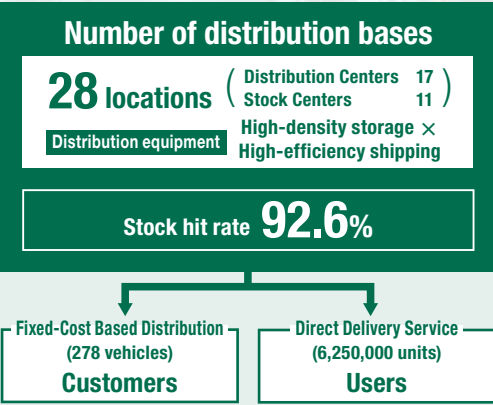 Number of distribution bases
28 locations
( Distribution Centers 17
Stock Centers 11 )
Distribution equipment
High-density storage ×
High-efficiency shipping
Stock hit rate 92.6%
Fixed-Cost Based Distribution
(278 vehicles)
Customers
Direct Delivery Service
(6,250,000 units)
Users